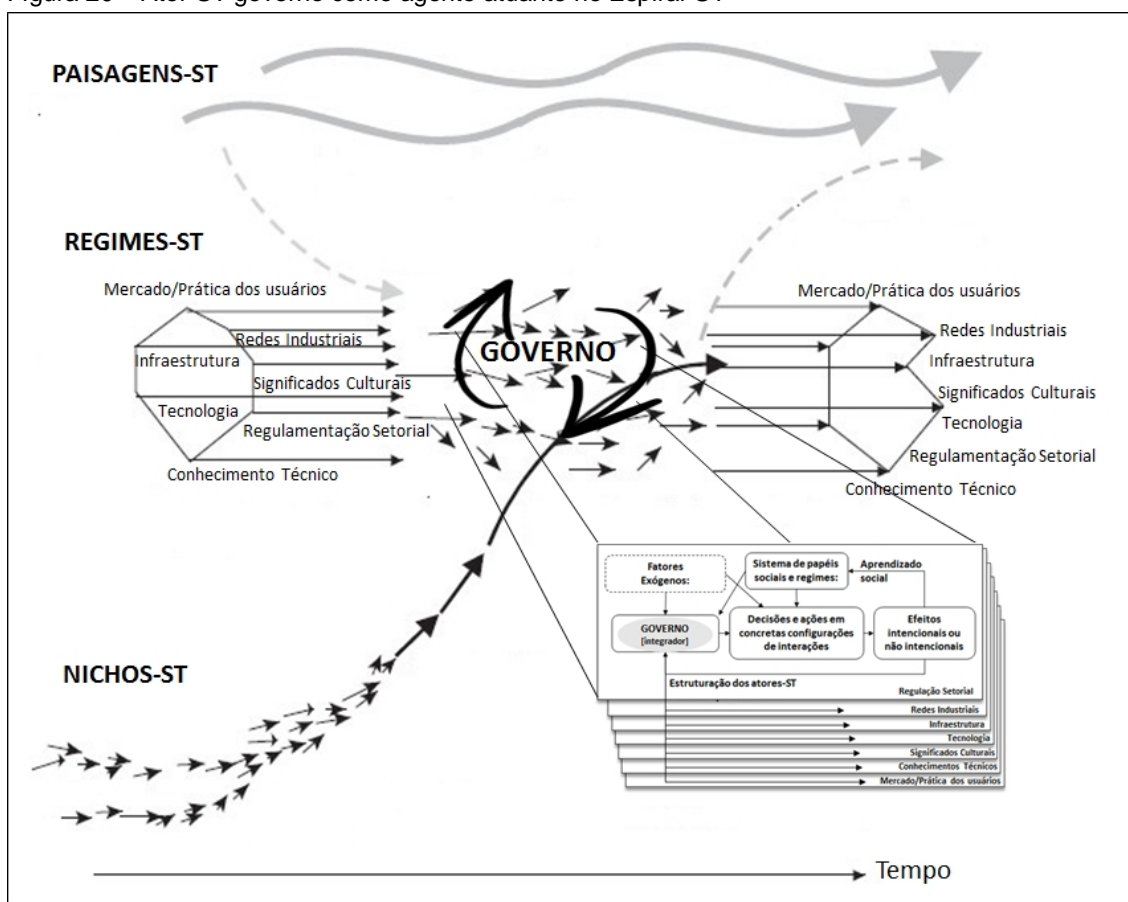 PAISAGENS-ST
REGIMES-ST
Mercado/Prática dos usuários
Redes Industriais
Infraestrutura
Significados Culturais
Tecnologia
Regulamentação Setorial
Conhecimento Técnico
GOVERNO
Mercado/Prática dos usuários
Redes Industriais
Infraestrutura
Significados Culturais
Tecnologia
Regulamentação Setorial
Conhecimento Técnico
Fatores
Exógenos:
Sistema de papéis
sociais e regimes:
Aprendizado
social
GOVERNO
[integrador]
Decisões e ações em
concretas configurações
de interações
Efeitos
intencionais ou
não intencionais
Estruturação dos atores-ST
Regulação Setorial
Redes Industriais
Infraestrutura
Tecnologia
Significados Culturais
Conhecimentos Técnicos
Mercado/Prática dos usuários
NICHOS-ST
Tempo